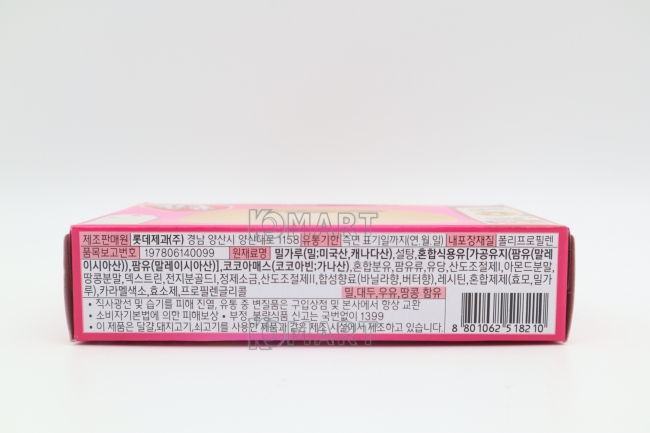 제조판매원 롯데제과(주) 경남 양산시 양산대로 1158 유통기한 측면 표기일까지(연.월.일) 내포장재질 폴리프로필렌
품목보고번호 197806140099 원재료명 밀가루(밀:미국산,캐나다산),설탕,혼합식용유[가공유지(팜유(말레
이시아산)),팜유(말레이시아산)],코코아매스(코코아빈:가나산),혼합분유,팜유류,유당,산도조절제Ⅰ,아몬드분말,
땅콩분말,덱스트린,전지분골드Ⅰ,정제소금,산도조절제Ⅱ,합성향료(바닐라향,버터향),레시틴,혼합제제(효모,밀가
루),카라멜색소,효소제,프로필렌글리콜 밀,대두,우유,땅콩 함유
• 직사광선 및 습기를 피해 진열, 유통 중 변질품은 구입상점 및 본사에서 항상 교환
• 소비자기본법에 의한 피해보상 • 부정·불량식품 신고는 국번없이 1399
• 이 제품은 달걀,돼지고기,쇠고기를 사용한 제품과 같은 제조 시설에서 제조하고 있습니다.
8 801062 518210
K MART